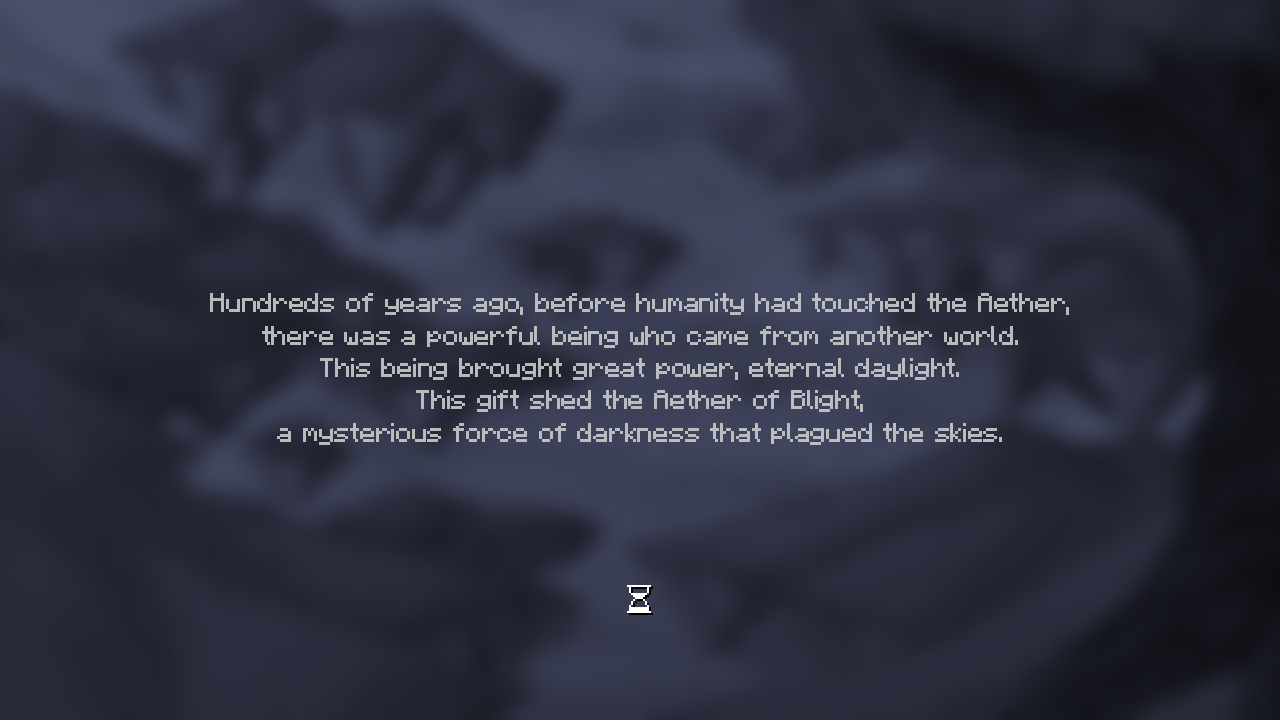 Hundreds of years ago, before humanity had touched the Aether,
there was a powerful being who came from another world.
This being brought great power, eternal daylight.
This gift shed the Aether of Blight,
a mysterious force of darkness that plagued the skies.